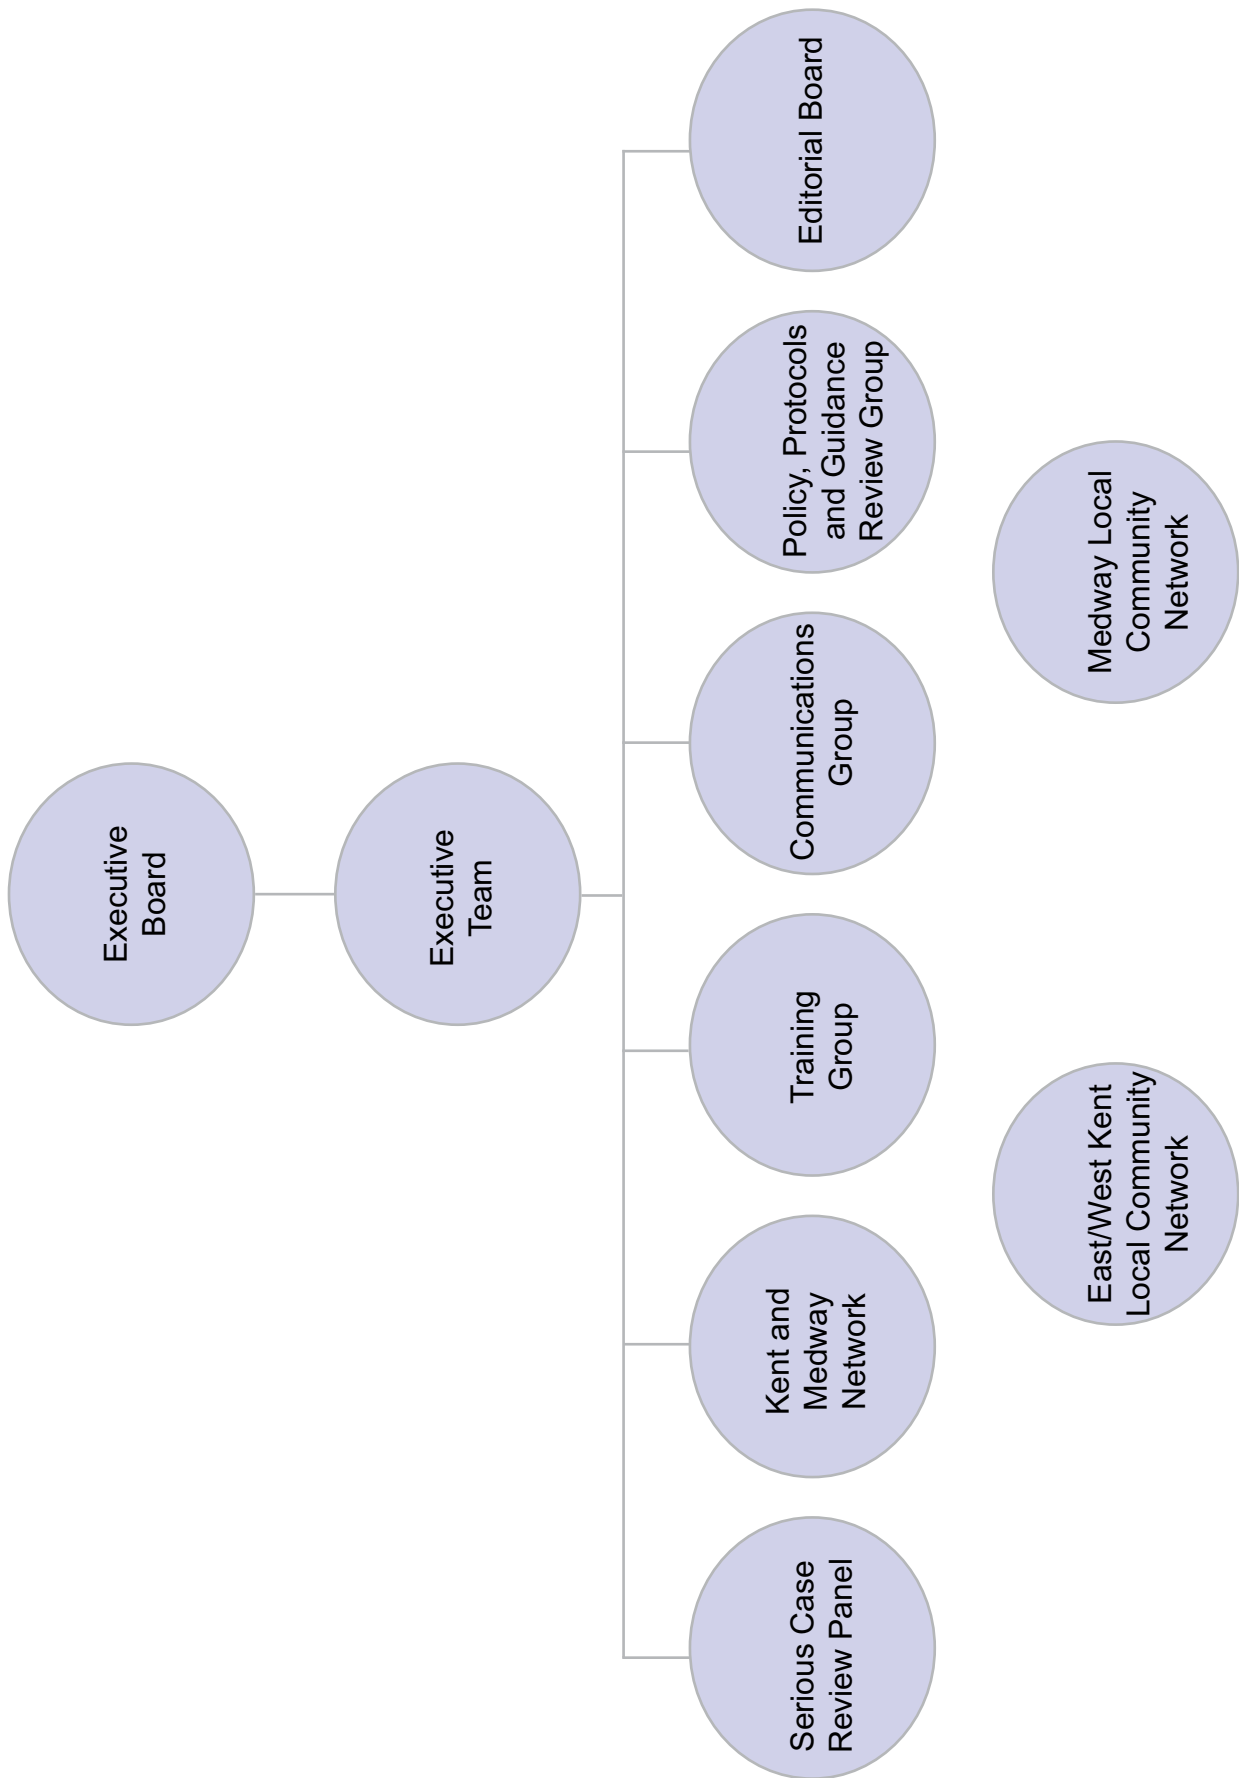 Executive
Board
Executive
Team
Serious Case
Review Panel
Kent and
Medway
Network
Training
Group
Communications
Group
Policy, Protocols
and Guidance
Review Group
Editorial Board
East/West Kent
Local Community
Network
Medway Local
Community
Network